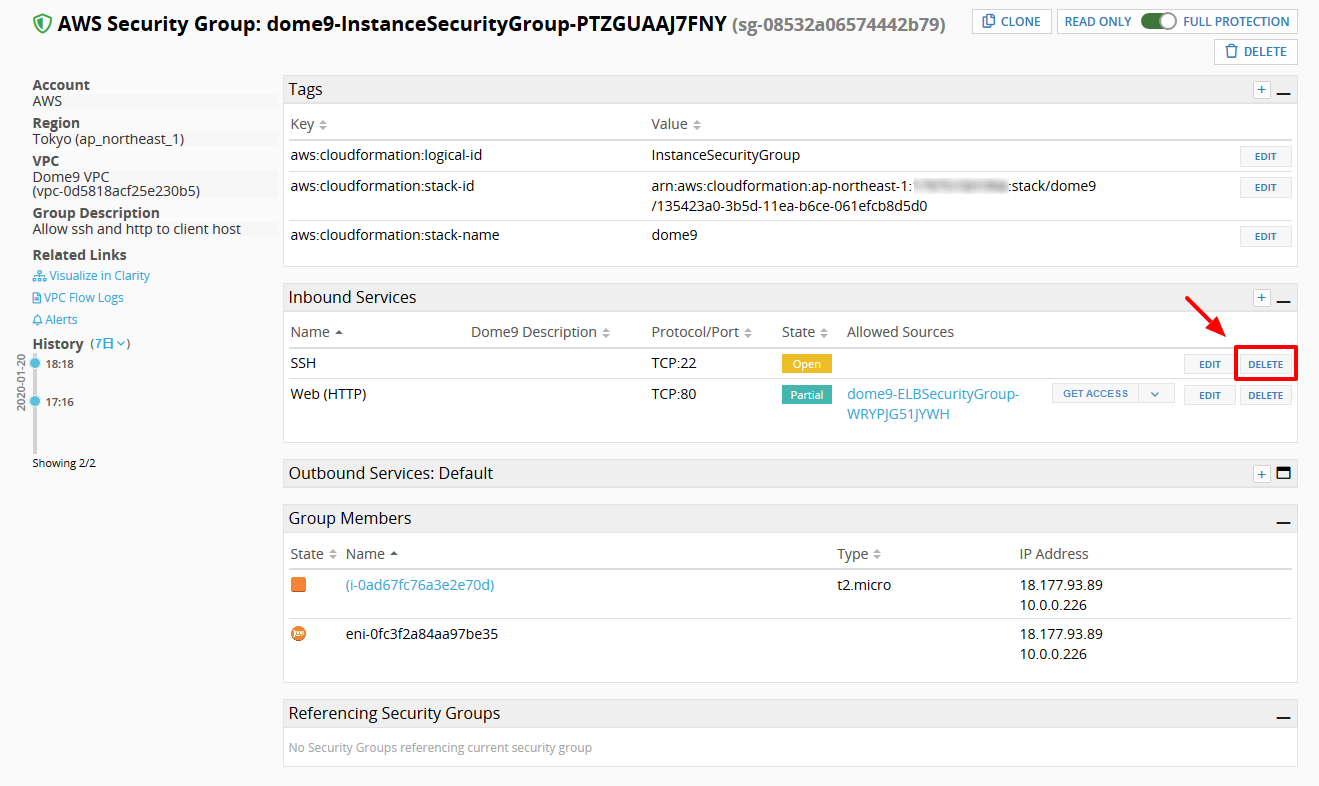 AWS Security Group: dome9-InstanceSecurityGroup-PTZGUAAJ7FNY (sg-08532a06574442b79)
CLONE
READ ONLY FULL PROTECTION
DELETE
Account
AWS
Region
Tokyo (ap_northeast_1)
VPC
Dome9 VPC
(vpc-0d5818acf25e230b5)
Group Description
Allow ssh and http to client host
Related Links
Visualize in Clarity
VPC Flow Logs
Alerts
History (7日)
2020-01-20
18:18
17:16
Showing 2/2
Tags
Key Value
aws:cloudformation:logical-id InstanceSecurityGroup EDIT
aws:cloudformation:stack-id arn:aws:cloudformation:ap-northeast-1: :stack/dome9 EDIT
/135423a0-3b5d-11ea-b6ce-061efcb8d5d0
aws:cloudformation:stack-name dome9 EDIT
Inbound Services
Name Dome9 Description Protocol/Port State Allowed Sources
SSH TCP:22 Open EDIT DELETE
Web (HTTP) TCP:80 Partial dome9-ELBSecurityGroup- GET ACCESS EDIT DELETE
WRYPJG51JYWH
Outbound Services: Default
Group Members
State Name Type IP Address
(i-0ad67fc76a3e2e70d) t2.micro 18.177.93.89
10.0.0.226
eni-0fc3f2a84aa97be35 18.177.93.89
10.0.0.226
Referencing Security Groups
No Security Groups referencing current security group